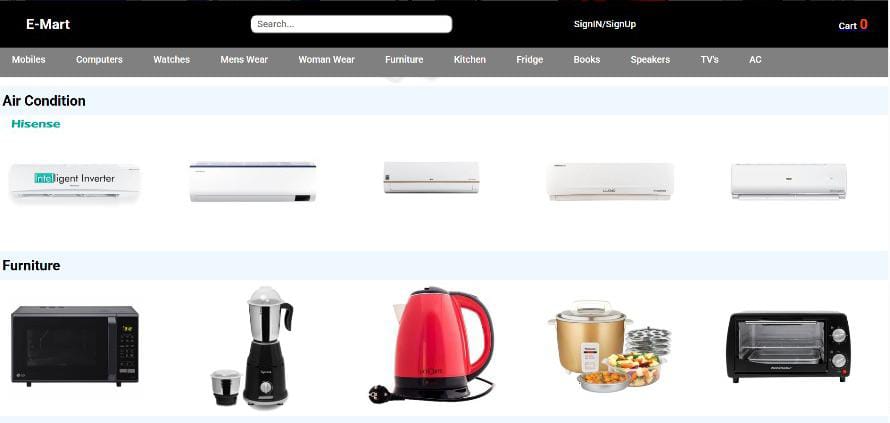 E-Mart
Search...
SignIN/SignUp
Cart 0
Mobiles Computers Watches Mens Wear Woman Wear Furniture Kitchen Fridge Books Speakers TV's AC
Air Condition
Hisense
Intelligent Inverter
Furniture